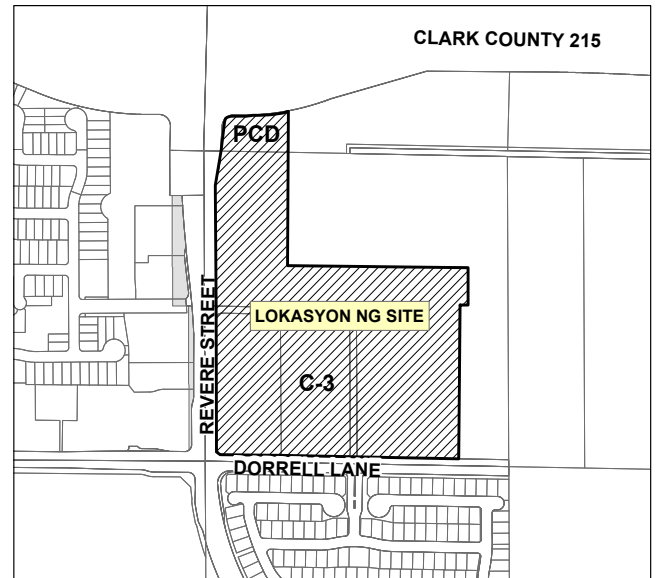 CLARK COUNTY 215
PCD
REVERE STREET
LOKASYON NG SITE
C-3
DORRELL LANE